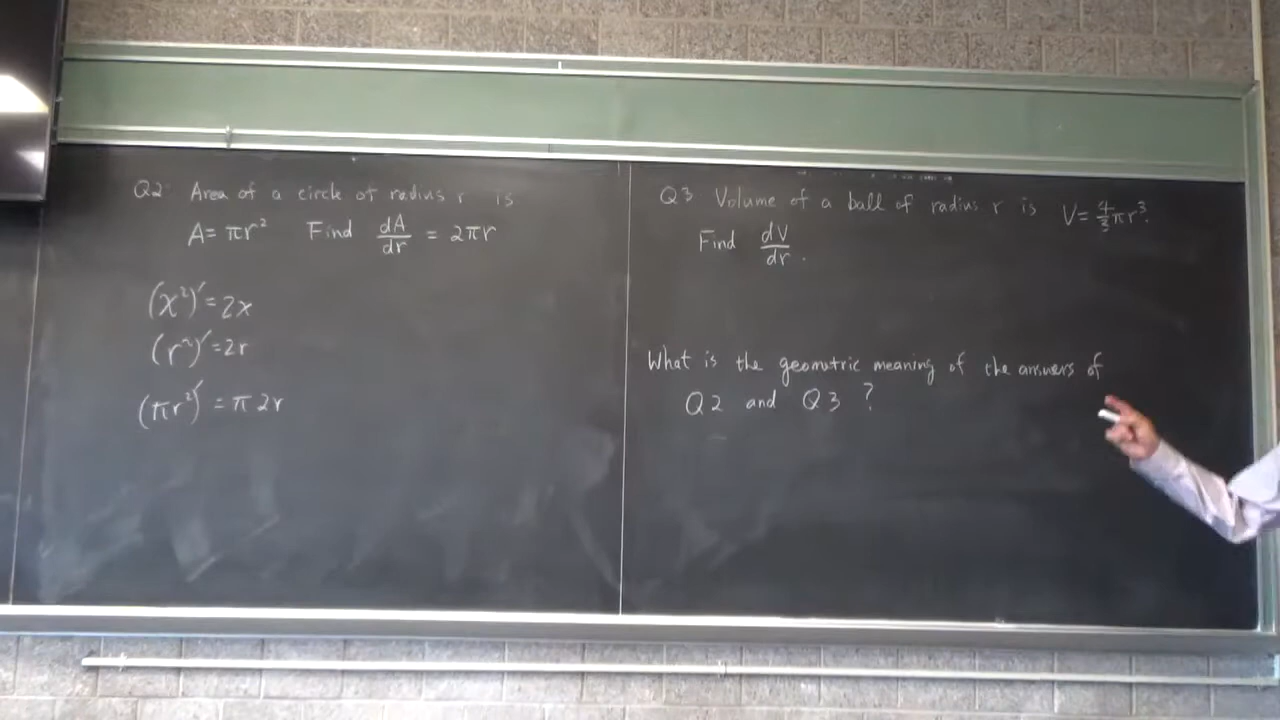 Q2 Area of a circle of radius r is
A = πr² Find dA/dr = 2πr
(x²)' = 2x
(r²)' = 2r
(πr²)' = π 2r
Q3 Volume of a ball of radius r is V = 4/3 πr³.
Find dV/dr.
What is the geometric meaning of the answers of
Q2 and Q3 ?